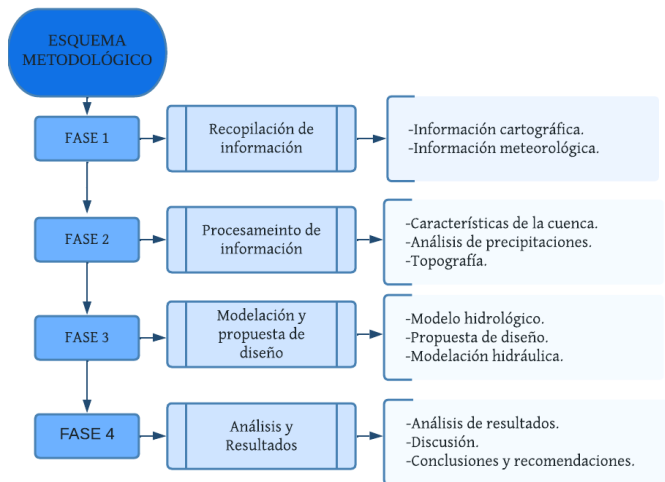 ESQUEMA
METODOLÓGICO
FASE 1
Recopilación de
información
-Información cartográfica.
-Información meteorológica.
FASE 2
Procesameinto de
información
-Características de la cuenca.
-Análisis de precipitaciones.
-Topografía.
FASE 3
Modelación y
propuesta de
diseño
-Modelo hidrológico.
-Propuesta de diseño.
-Modelación hidráulica.
FASE 4
Análisis y
Resultados
-Análisis de resultados.
-Discusión.
-Conclusiones y recomendaciones.